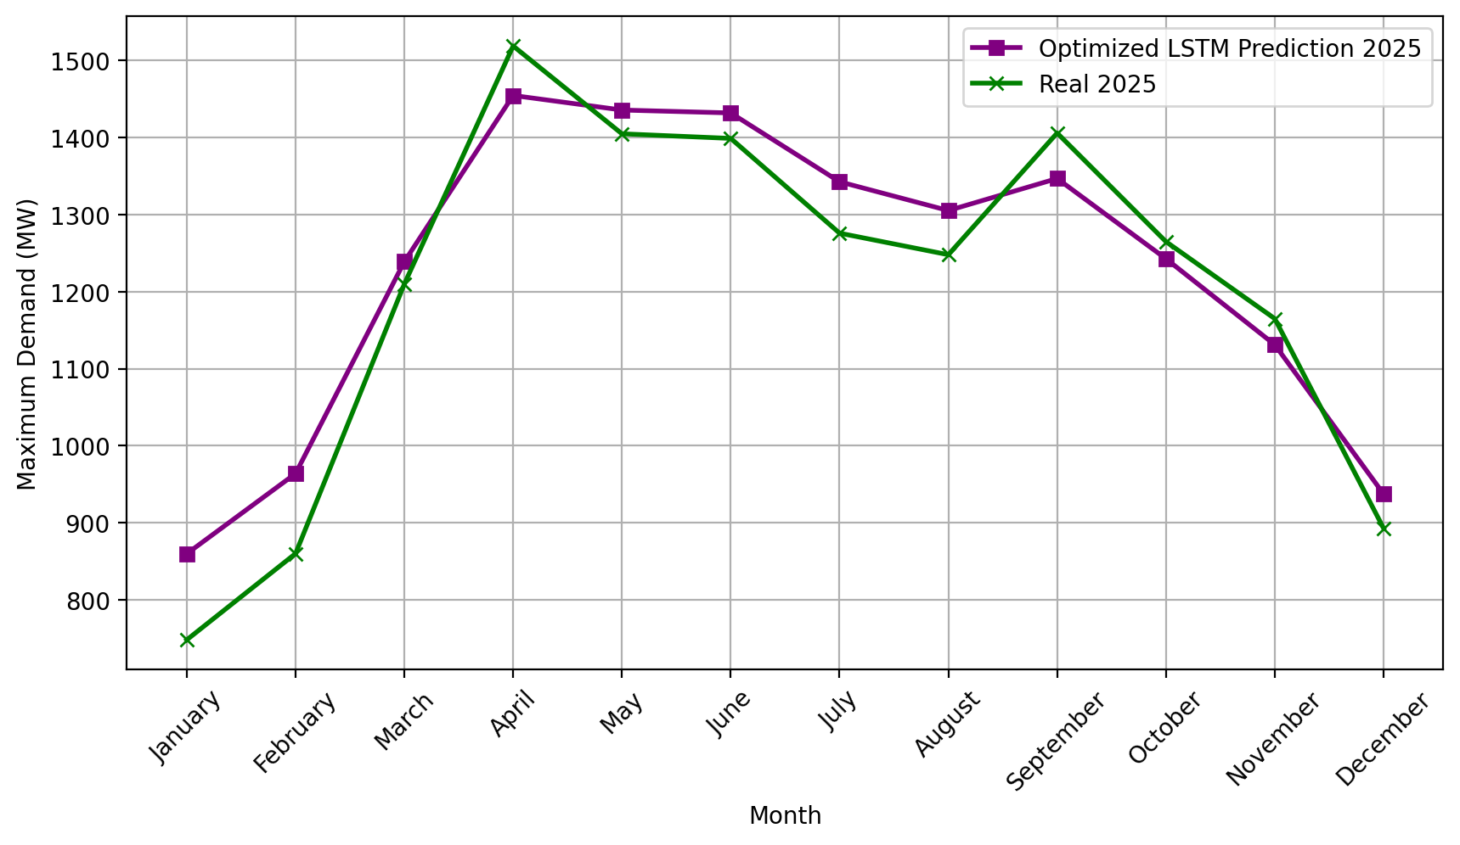 Optimized LSTM Prediction 2025
Real 2025
Maximum Demand (MW)
1500
1400
1300
1200
1100
1000
900
800
January
February
March
April
May
June
July
August
September
October
November
December
Month